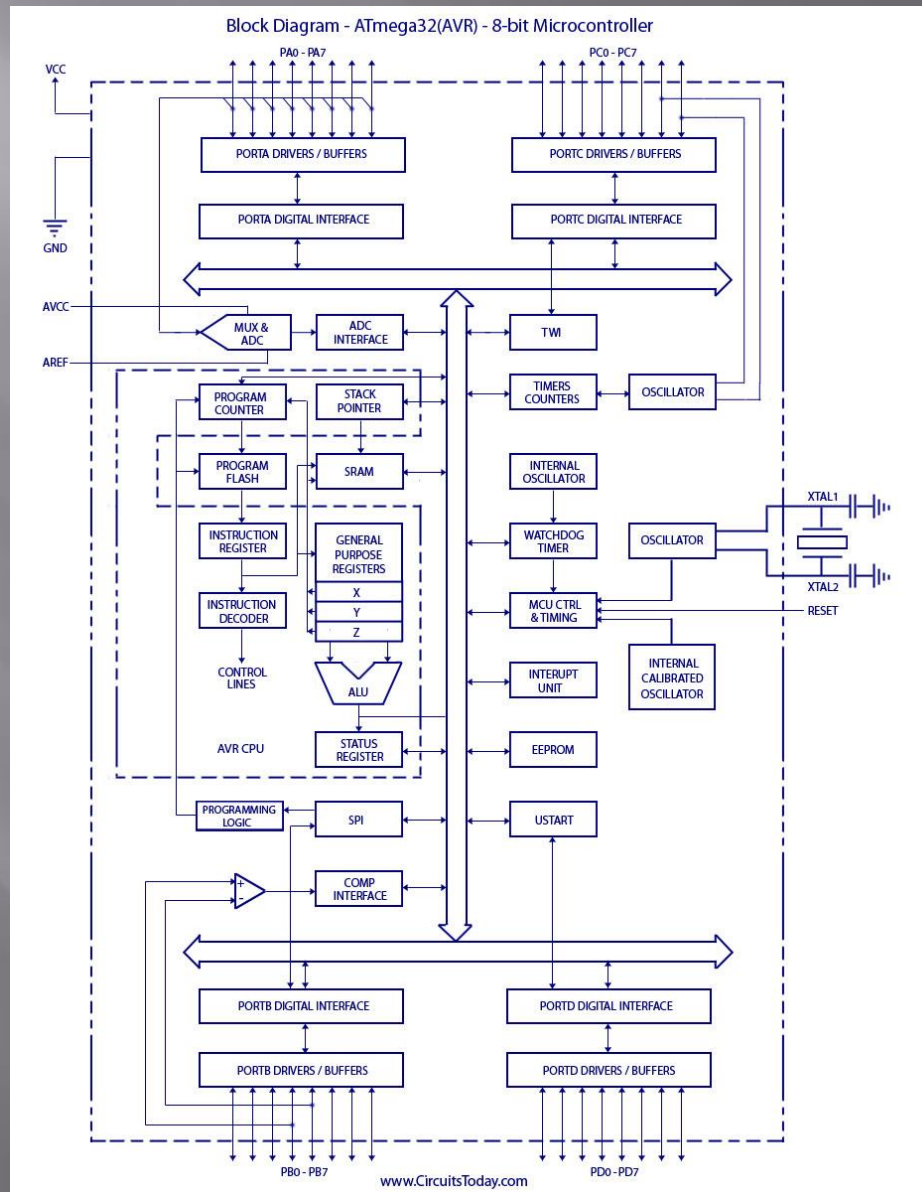 Block Diagram - ATmega32(AVR) - 8-bit Microcontroller
PA0 - PA7
PC0 - PC7
VCC
PORTA DRIVERS / BUFFERS
PORTC DRIVERS / BUFFERS
PORTA DIGITAL INTERFACE
PORTC DIGITAL INTERFACE
GND
AVCC
MUX &
ADC
ADC
INTERFACE
TWI
AREF
PROGRAM
COUNTER
STACK
POINTER
TIMERS
COUNTERS
OSCILLATOR
PROGRAM
FLASH
SRAM
INTERNAL
OSCILLATOR
XTAL1
INSTRUCTION
REGISTER
GENERAL
PURPOSE
REGISTERS
WATCHDOG
TIMER
OSCILLATOR
XTAL2
X
Y
Z
INSTRUCTION
DECODER
MCU CTRL
& TIMING
RESET
CONTROL
LINES
ALU
INTERUPT
UNIT
INTERNAL
CALIBRATED
OSCILLATOR
AVR CPU
STATUS
REGISTER
EEPROM
PROGRAMMING
LOGIC
SPI
USTART
+
-
COMP
INTERFACE
PORTB DIGITAL INTERFACE
PORTD DIGITAL INTERFACE
PORTB DRIVERS / BUFFERS
PORTD DRIVERS / BUFFERS
PB0 - PB7
PD0 - PD7
www.CircuitsToday.com